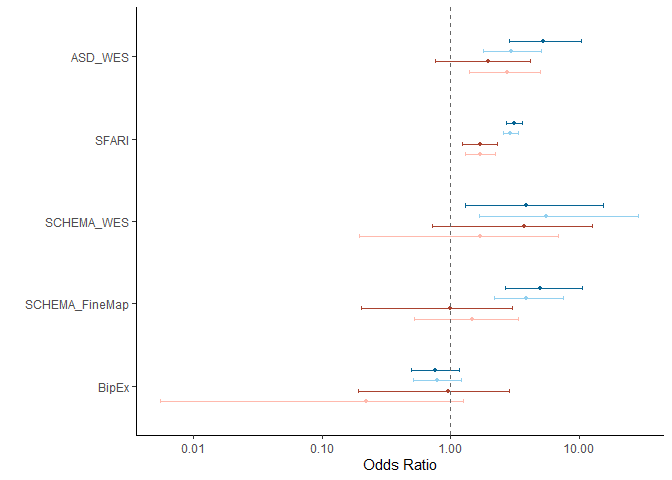 ASD_WES
SFARI
SCHEMA_WES
SCHEMA_FineMap
BipEx
0.01 0.10 1.00 10.00
Odds Ratio